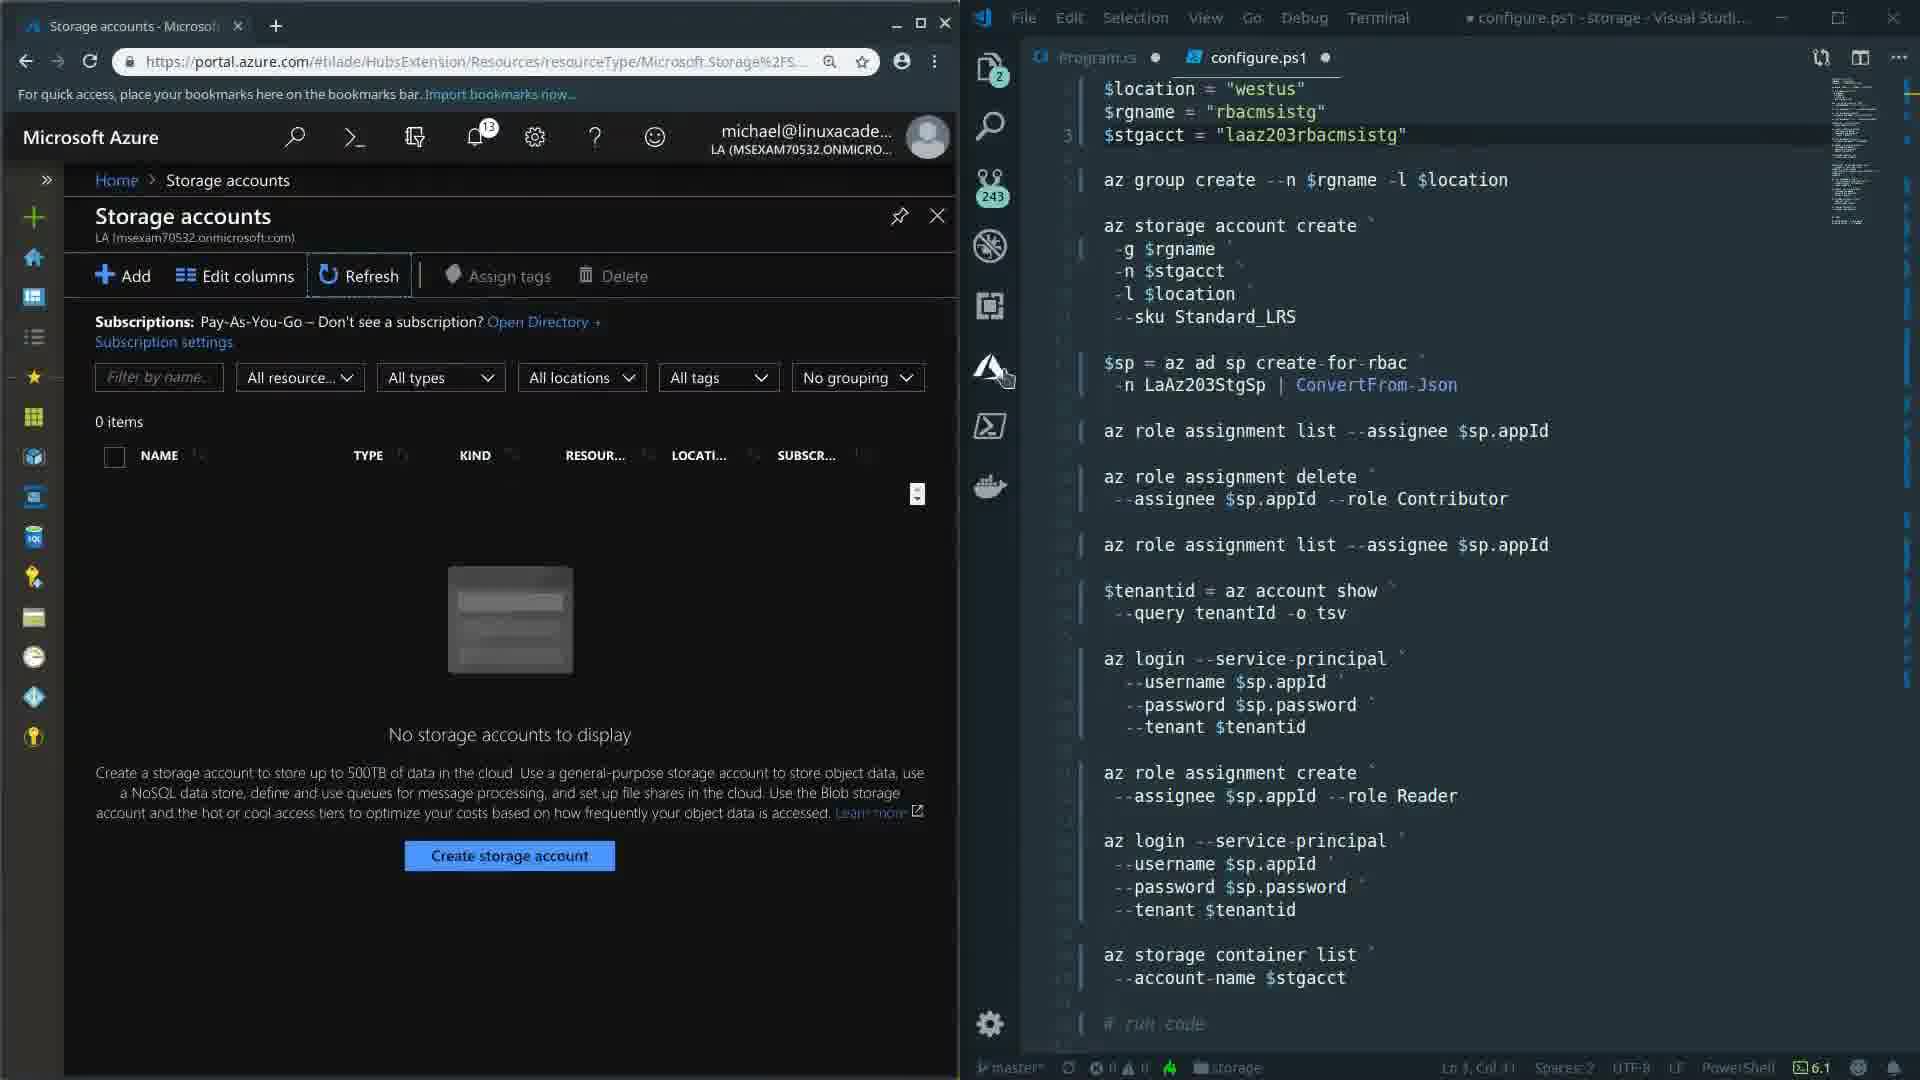 Storage accounts - Microsof
For quick access, place your bookmarks here on the bookmarks bar. Import bookmarks now...
https://portal.azure.com/#blade/HubsExtension/Resources/resourceType/Microsoft.Storage%2FS...
Microsoft Azure
13
michael@linuxacade...
LA (MSEXAM70532.ONMICRO...
Home > Storage accounts
Storage accounts
LA (msexam70532.onmicrosoft.com)
Add
Edit columns
Refresh
Assign tags
Delete
Subscriptions: Pay-As-You-Go – Don't see a subscription? Open Directory +
Subscription settings
Filter by name...
All resource...
All types
All locations
All tags
No grouping
0 items
NAME
TYPE
KIND
RESOUR...
LOCATI...
SUBSCR...
No storage accounts to display
Create a storage account to store up to 500TB of data in the cloud. Use a general-purpose storage account to store object data, use
a NoSQL data store, define and use queues for message processing, and set up file shares in the cloud. Use the Blob storage
account and the hot or cool access tiers to optimize your costs based on how frequently your object data is accessed. Learn more
Create storage account
File Edit Selection View Go Debug Terminal
● configure.ps1 - storage - Visual Studi...
Program.cs
configure.ps1
2
243
$location = "westus"
$rgname = "rbacmsistg"
3 $stgacct = "laaz203rbacmsistg"
az group create --n $rgname -l $location
az storage account create `
-g $rgname `
-n $stgacct `
-l $location `
--sku Standard_LRS
$sp = az ad sp create-for-rbac `
-n LaAz203StgSp | ConvertFrom-Json
az role assignment list --assignee $sp.appId
az role assignment delete `
--assignee $sp.appId --role Contributor
az role assignment list --assignee $sp.appId
$tenantid = az account show `
--query tenantId -o tsv
az login --service-principal `
--username $sp.appId `
--password $sp.password `
--tenant $tenantid
az role assignment create `
--assignee $sp.appId --role Reader
az login --service-principal `
--username $sp.appId `
--password $sp.password `
--tenant $tenantid
az storage container list `
--account-name $stgacct
# run code
master*
0
0
storage
Ln 3, Col 31
Spaces: 2
UTF-8
LF
PowerShell
6.1